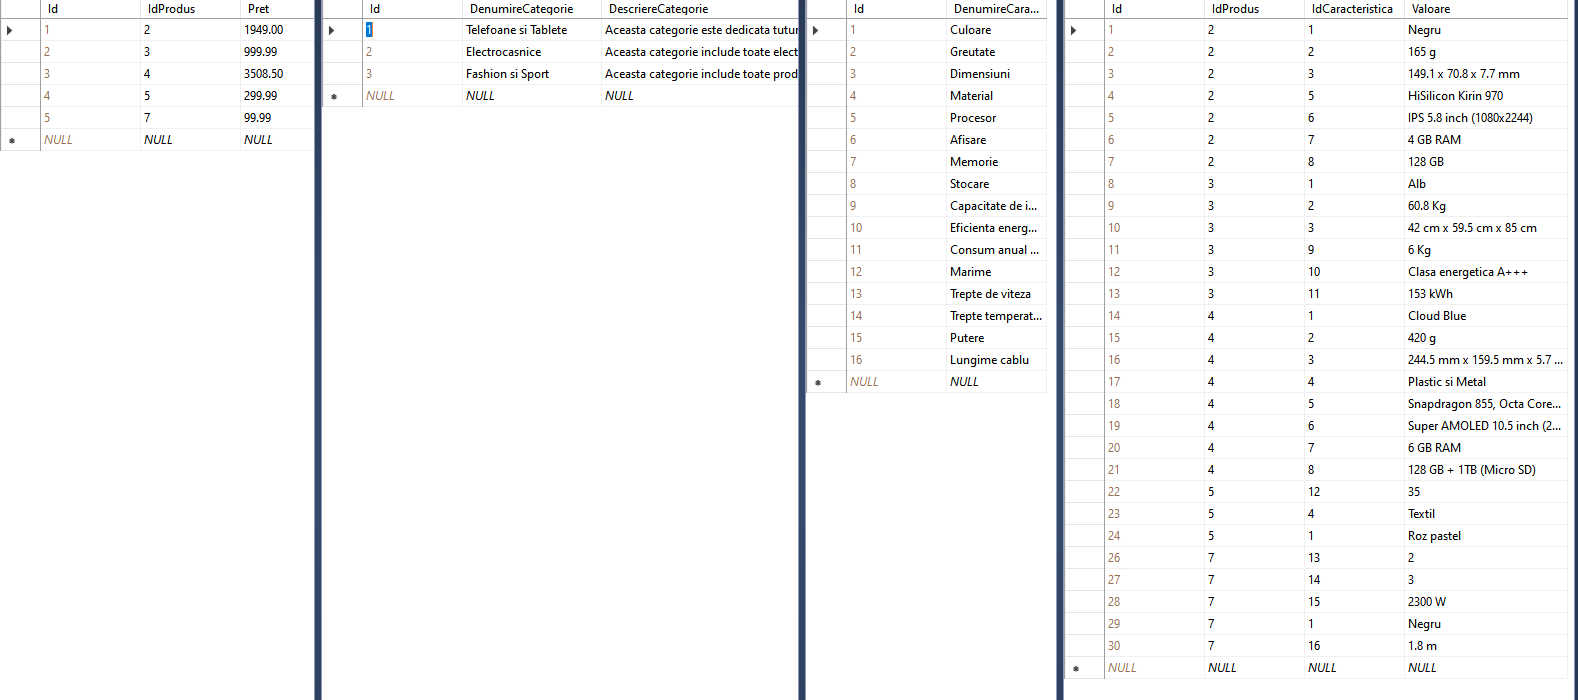 Id IdProdus Pret
1 2 1949.00
2 3 999.99
3 4 3508.50
4 5 299.99
5 7 99.99
NULL NULL NULL
Id DenumireCategorie DescriereCategorie
1 Telefoane si Tablete Aceasta categorie este dedicata tutur
2 Electrocasnice Aceasta categorie include toate elect
3 Fashion si Sport Aceasta categorie include toate prod
NULL NULL NULL
Id DenumireCara...
1 Culoare
2 Greutate
3 Dimensiuni
4 Material
5 Procesor
6 Afisare
7 Memorie
8 Stocare
9 Capacitate de i...
10 Eficienta energ...
11 Consum anual ...
12 Marime
13 Trepte de viteza
14 Trepte temperat...
15 Putere
16 Lungime cablu
NULL NULL
Id IdProdus IdCaracteristica Valoare
1 2 1 Negru
2 2 2 165 g
3 2 3 149.1 x 70.8 x 7.7 mm
4 2 5 HiSilicon Kirin 970
5 2 6 IPS 5.8 inch (1080x2244)
6 2 7 4 GB RAM
7 2 8 128 GB
8 3 1 Alb
9 3 2 60.8 Kg
10 3 3 42 cm x 59.5 cm x 85 cm
11 3 9 6 Kg
12 3 10 Clasa energetica A+++
13 3 11 153 kWh
14 4 1 Cloud Blue
15 4 2 420 g
16 4 3 244.5 mm x 159.5 mm x 5.7 ...
17 4 4 Plastic si Metal
18 4 5 Snapdragon 855, Octa Core...
19 4 6 Super AMOLED 10.5 inch (2...
20 4 7 6 GB RAM
21 4 8 128 GB + 1TB (Micro SD)
22 5 12 35
23 5 4 Textil
24 5 1 Roz pastel
26 7 13 2
27 7 14 3
28 7 15 2300 W
29 7 1 Negru
30 7 16 1.8 m
NULL NULL NULL NULL